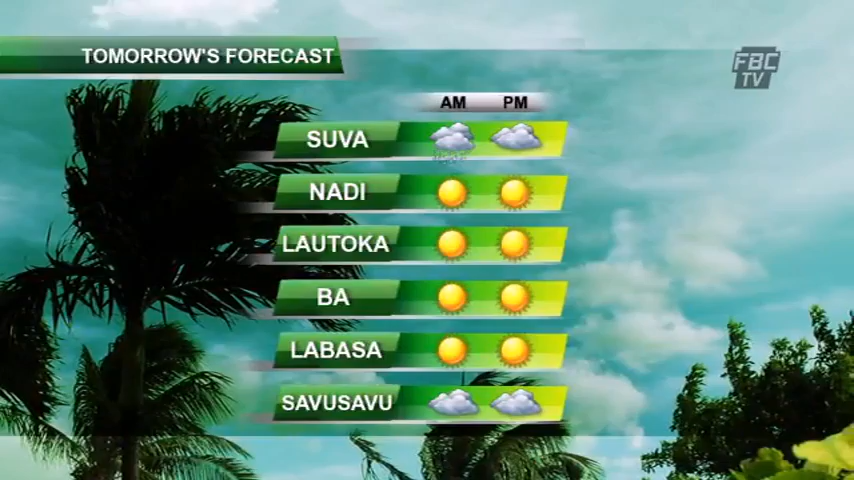 TOMORROW'S FORECAST
FBC
TV
AM PM
SUVA
NADI
LAUTOKA
BA
LABASA
SAVUSAVU